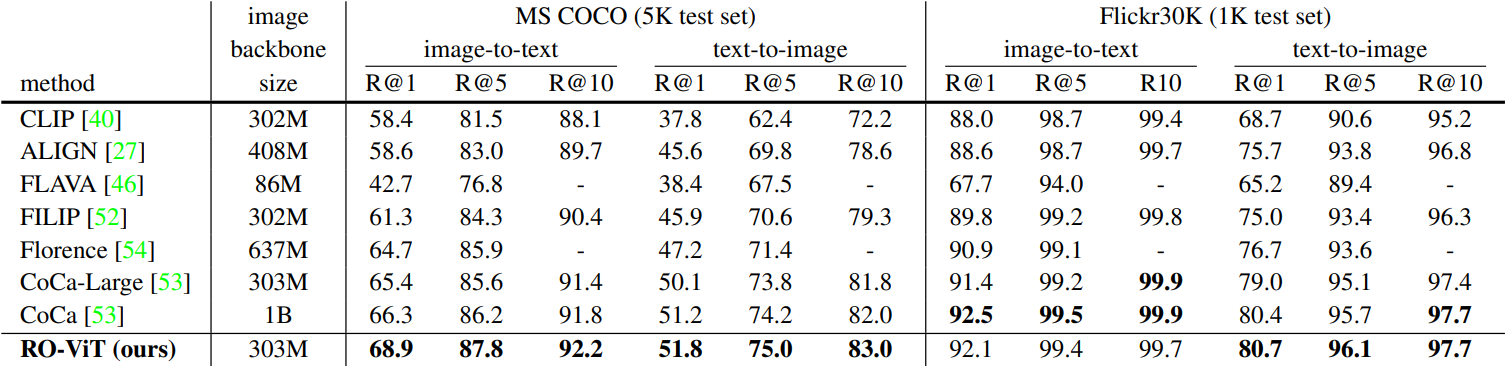 image MS COCO (5K test set) Flickr30K (1K test set)
backbone image-to-text text-to-image image-to-text text-to-image
method size R@1 R@5 R@10 R@1 R@5 R@10 R@1 R@5 R10 R@1 R@5 R@10
CLIP [40] 302M 58.4 81.5 88.1 37.8 62.4 72.2 88.0 98.7 99.4 68.7 90.6 95.2
ALIGN [27] 408M 58.6 83.0 89.7 45.6 69.8 78.6 88.6 98.7 99.7 75.7 93.8 96.8
FLAVA [46] 86M 42.7 76.8 - 38.4 67.5 - 67.7 94.0 - 65.2 89.4 -
FILIP [52] 302M 61.3 84.3 90.4 45.9 70.6 79.3 89.8 99.2 99.8 75.0 93.4 96.3
Florence [54] 637M 64.7 85.9 - 47.2 71.4 - 90.9 99.1 - 76.7 93.6 -
CoCa-Large [53] 303M 65.4 85.6 91.4 50.1 73.8 81.8 91.4 99.2 99.9 79.0 95.1 97.4
CoCa [53] 1B 66.3 86.2 91.8 51.2 74.2 82.0 92.5 99.5 99.9 80.4 95.7 97.7
RO-ViT (ours) 303M 68.9 87.8 92.2 51.8 75.0 83.0 92.1 99.4 99.7 80.7 96.1 97.7